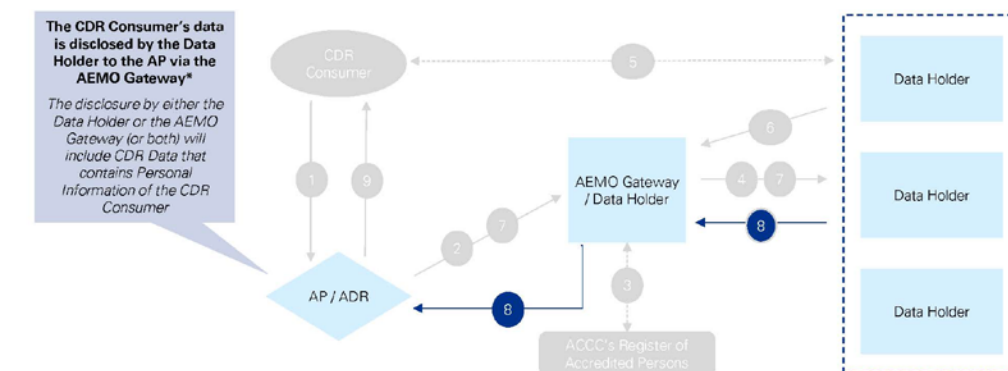 The CDR Consumer's data
is disclosed by the Data
Holder to the AP via the
AEMO Gateway*
The disclosure by either the
Data Holder or the AEMO
Gateway (or both) will
include CDR Data that
contains Personal
Information of the CDR
Consumer
CDR
Consumer
5
Data Holder
6
1
9
AEMO Gateway
/ Data Holder
4
7
Data Holder
2
7
8
AP / ADR
8
3
Data Holder
ACCC's Register of
Accredited Persons